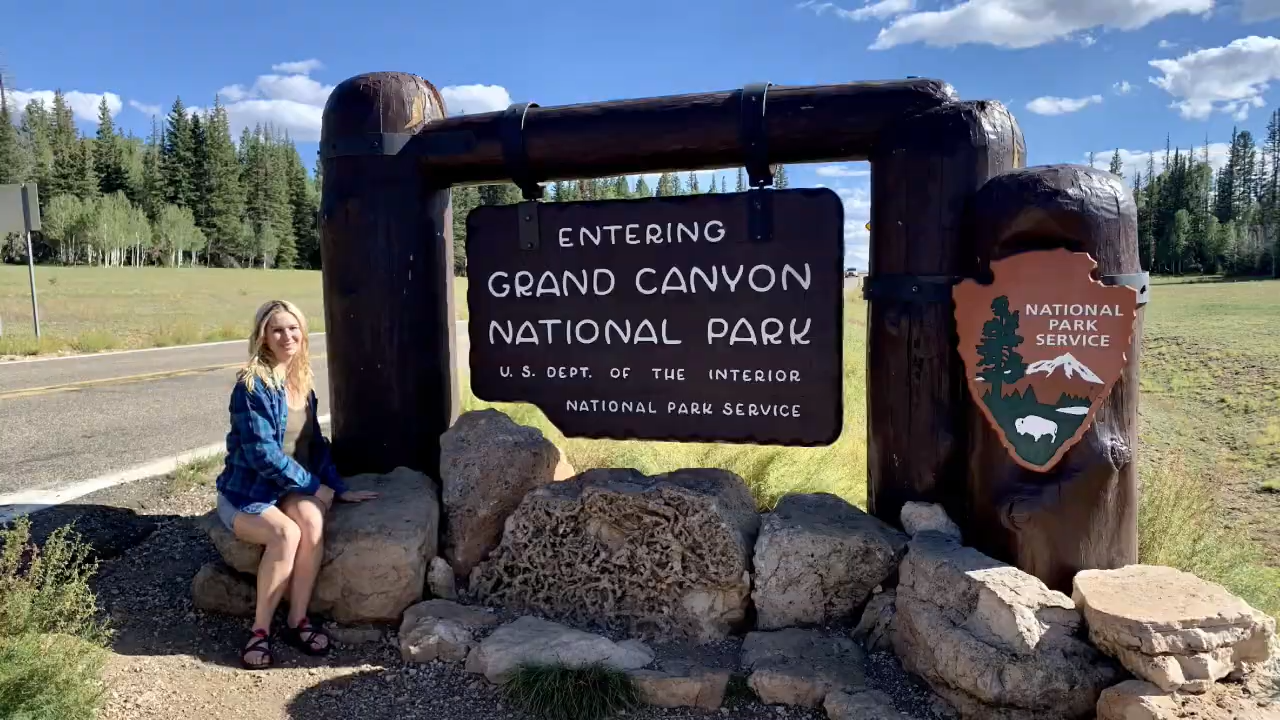 ENTERING
GRAND CANYON
NATIONAL PARK
U. S. DEPT. OF THE INTERIOR
NATIONAL PARK SERVICE
NATIONAL
PARK
SERVICE